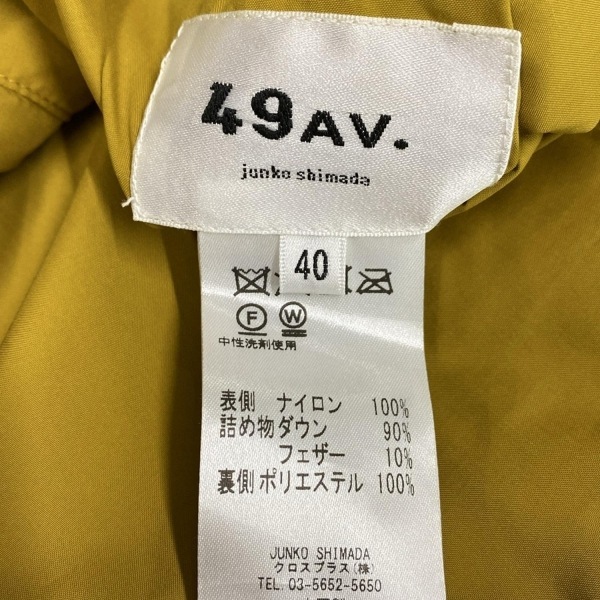 49AV.
junko shimada
40
F W
中性洗剤使用
表側 ナイロン 100%
詰め物ダウン 90%
フェザー 10%
裏側 ポリエステル 100%
JUNKO SHIMADA
クロスプラス(株)
TEL. 03-5652-5650